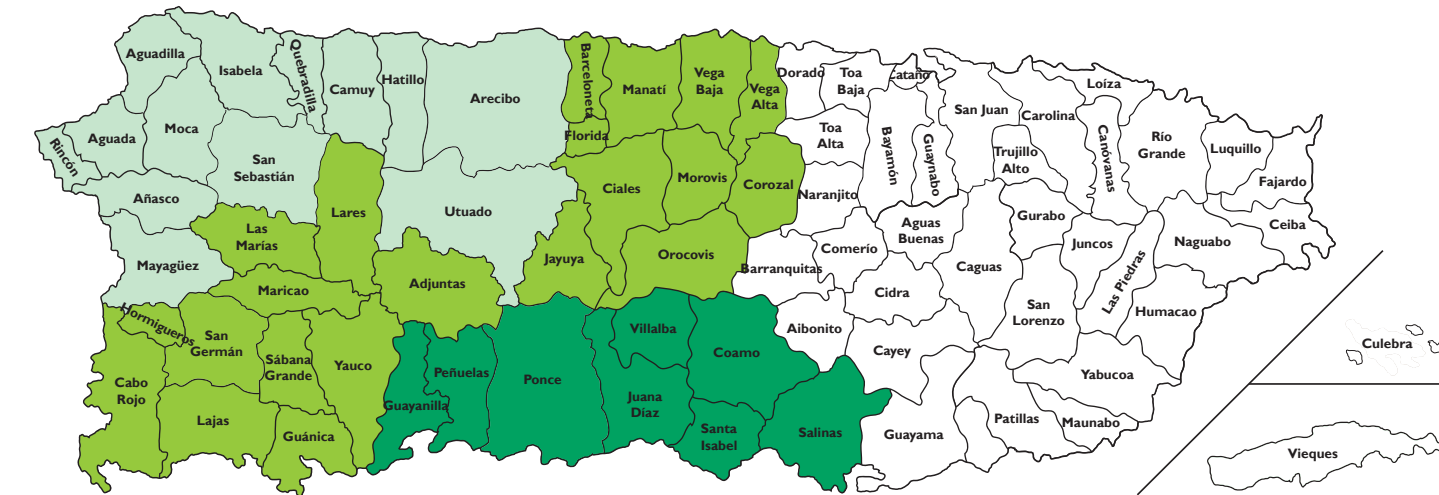 Aguadilla
Isabela
Quebradilla
Camuy
Hatillo
Arecibo
Barceloneta
Manatí
Vega
Baja
Vega
Alta
Dorado
Toa
Baja
Cataño
San Juan
Carolina
Loíza
Rincón
Aguada
Moca
San
Sebastián
Florida
Toa
Alta
Bayamón
Guaynabo
Trujillo
Alto
Canóvanas
Río
Grande
Luquillo
Fajardo
Añasco
Lares
Utuado
Ciales
Morovis
Corozal
Naranjito
Aguas
Buenas
Gurabo
Ceiba
Las
Marías
Mayagüez
Maricao
Adjuntas
Jayuya
Orocovis
Barranquitas
Comerío
Caguas
Juncos
Las Piedras
Naguabo
Hormigueros
San
Germán
Sábana
Grande
Yauco
Cidra
San
Lorenzo
Humacao
Villalba
Aibonito
Coamo
Cayey
Culebra
Cabo
Rojo
Peñuelas
Ponce
Yabucoa
Guayanilla
Juana
Díaz
Lajas
Guánica
Santa
Isabel
Salinas
Guayama
Patillas
Maunabo
Vieques